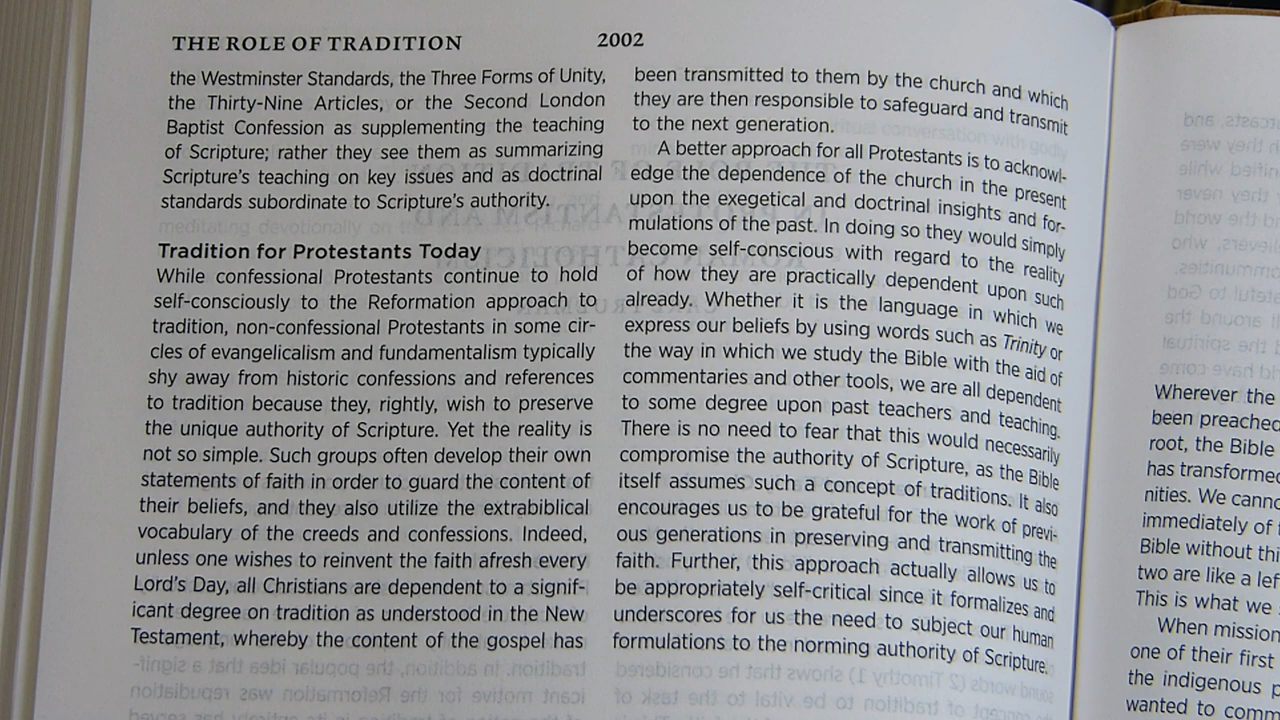 THE ROLE OF TRADITION
2002
the Westminster Standards, the Three Forms of Unity,
the Thirty-Nine Articles, or the Second London
Baptist Confession as supplementing the teaching
of Scripture; rather they see them as summarizing
Scripture’s teaching on key issues and as doctrinal
standards subordinate to Scripture’s authority.
Tradition for Protestants Today
While confessional Protestants continue to hold
self-consciously to the Reformation approach to
tradition, non-confessional Protestants in some cir-
cles of evangelicalism and fundamentalism typically
shy away from historic confessions and references
to tradition because they, rightly, wish to preserve
the unique authority of Scripture. Yet the reality is
not so simple. Such groups often develop their own
statements of faith in order to guard the content of
their beliefs, and they also utilize the extrabiblical
vocabulary of the creeds and confessions. Indeed,
unless one wishes to reinvent the faith afresh every
Lord’s Day, all Christians are dependent to a signif-
icant degree on tradition as understood in the New
Testament, whereby the content of the gospel has
been transmitted to them by the church and which
they are then responsible to safeguard and transmit
to the next generation.
A better approach for all Protestants is to acknowl-
edge the dependence of the church in the present
upon the exegetical and doctrinal insights and for-
mulations of the past. In doing so they would simply
become self-conscious with regard to the reality
of how they are practically dependent upon such
already. Whether it is the language in which we
express our beliefs by using words such as Trinity or
the way in which we study the Bible with the aid of
commentaries and other tools, we are all dependent
to some degree upon past teachers and teaching.
There is no need to fear that this would necessarily
compromise the authority of Scripture, as the Bible
itself assumes such a concept of traditions. It also
encourages us to be grateful for the work of previ-
ous generations in preserving and transmitting the
faith. Further, this approach actually allows us to
be appropriately self-critical since it formalizes and
underscores for us the need to subject our human
formulations to the norming authority of Scripture.
Wherever the
been preached
root, the Bible
has transformed
nities. We canno
immediately of
Bible without thi
two are like a lef
This is what we
When mission
one of their first
the indigenous p
wanted to comm